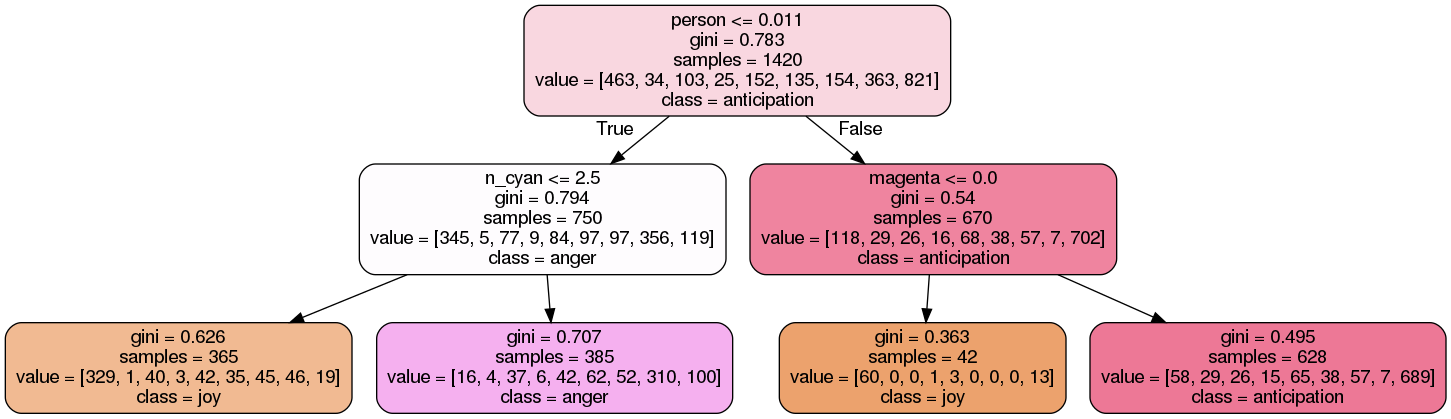 person <= 0.011
gini = 0.783
samples = 1420
value = [463, 34, 103, 25, 152, 135, 154, 363, 821]
class = anticipation
True
False
n_cyan <= 2.5
gini = 0.794
samples = 750
value = [345, 5, 77, 9, 84, 97, 97, 356, 119]
class = anger
magenta <= 0.0
gini = 0.54
samples = 670
value = [118, 29, 26, 16, 68, 38, 57, 7, 702]
class = anticipation
gini = 0.626
samples = 365
value = [329, 1, 40, 3, 42, 35, 45, 46, 19]
class = joy
gini = 0.707
samples = 385
value = [16, 4, 37, 6, 42, 62, 52, 310, 100]
class = anger
gini = 0.363
samples = 42
value = [60, 0, 0, 1, 3, 0, 0, 0, 13]
class = joy
gini = 0.495
samples = 628
value = [58, 29, 26, 15, 65, 38, 57, 7, 689]
class = anticipation